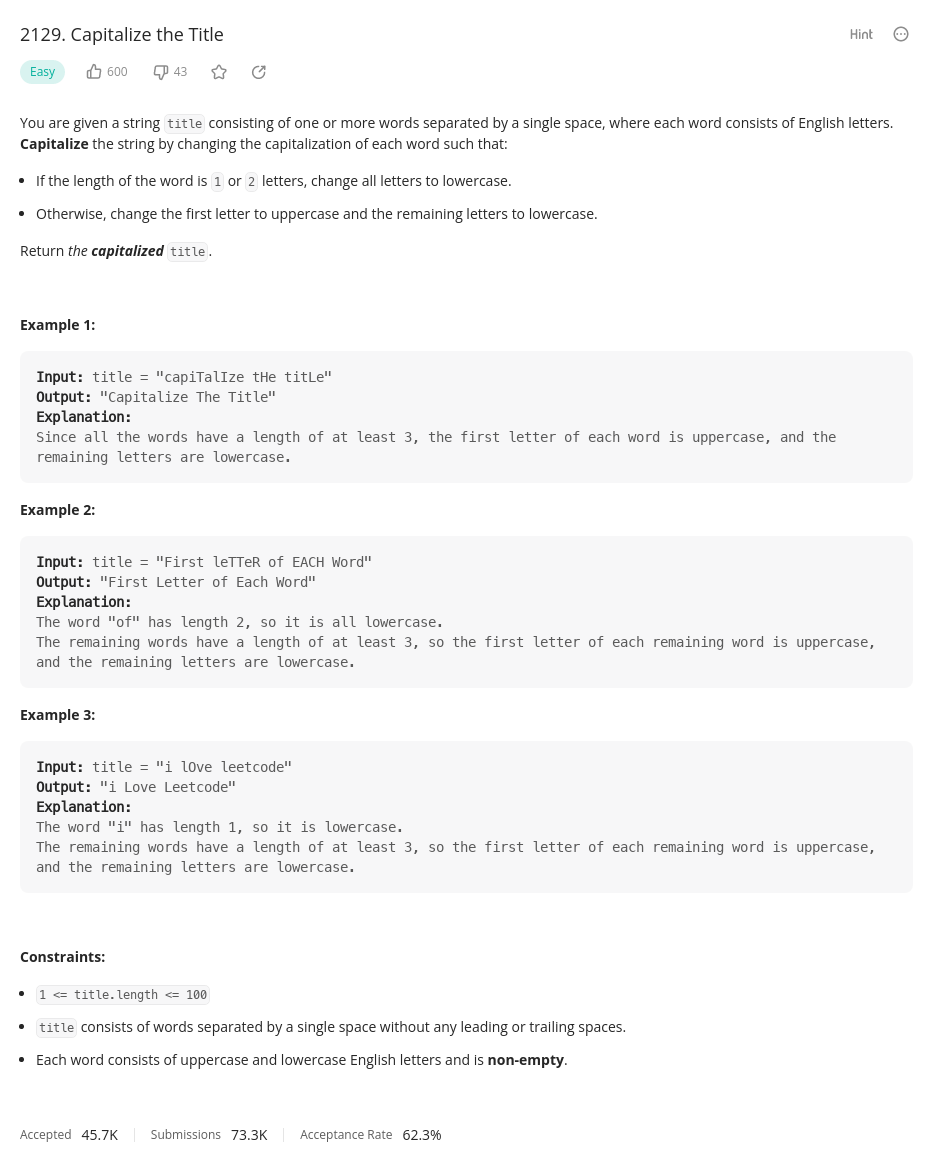 2129. Capitalize the Title
Hint
Easy 600 43
You are given a string title consisting of one or more words separated by a single space, where each word consists of English letters.
Capitalize the string by changing the capitalization of each word such that:
• If the length of the word is 1 or 2 letters, change all letters to lowercase.
• Otherwise, change the first letter to uppercase and the remaining letters to lowercase.
Return the capitalized title.
Example 1:
Input: title = "capiTalIze tHe titLe"
Output: "Capitalize The Title"
Explanation:
Since all the words have a length of at least 3, the first letter of each word is uppercase, and the
remaining letters are lowercase.
Example 2:
Input: title = "First leTTeR of EACH Word"
Output: "First Letter of Each Word"
Explanation:
The word "of" has length 2, so it is all lowercase.
The remaining words have a length of at least 3, so the first letter of each remaining word is uppercase,
and the remaining letters are lowercase.
Example 3:
Input: title = "i lOve leetcode"
Output: "i Love Leetcode"
Explanation:
The word "i" has length 1, so it is lowercase.
The remaining words have a length of at least 3, so the first letter of each remaining word is uppercase,
and the remaining letters are lowercase.
Constraints:
• 1 <= title.length <= 100
• title consists of words separated by a single space without any leading or trailing spaces.
• Each word consists of uppercase and lowercase English letters and is non-empty.
Accepted 45.7K Submissions 73.3K Acceptance Rate 62.3%